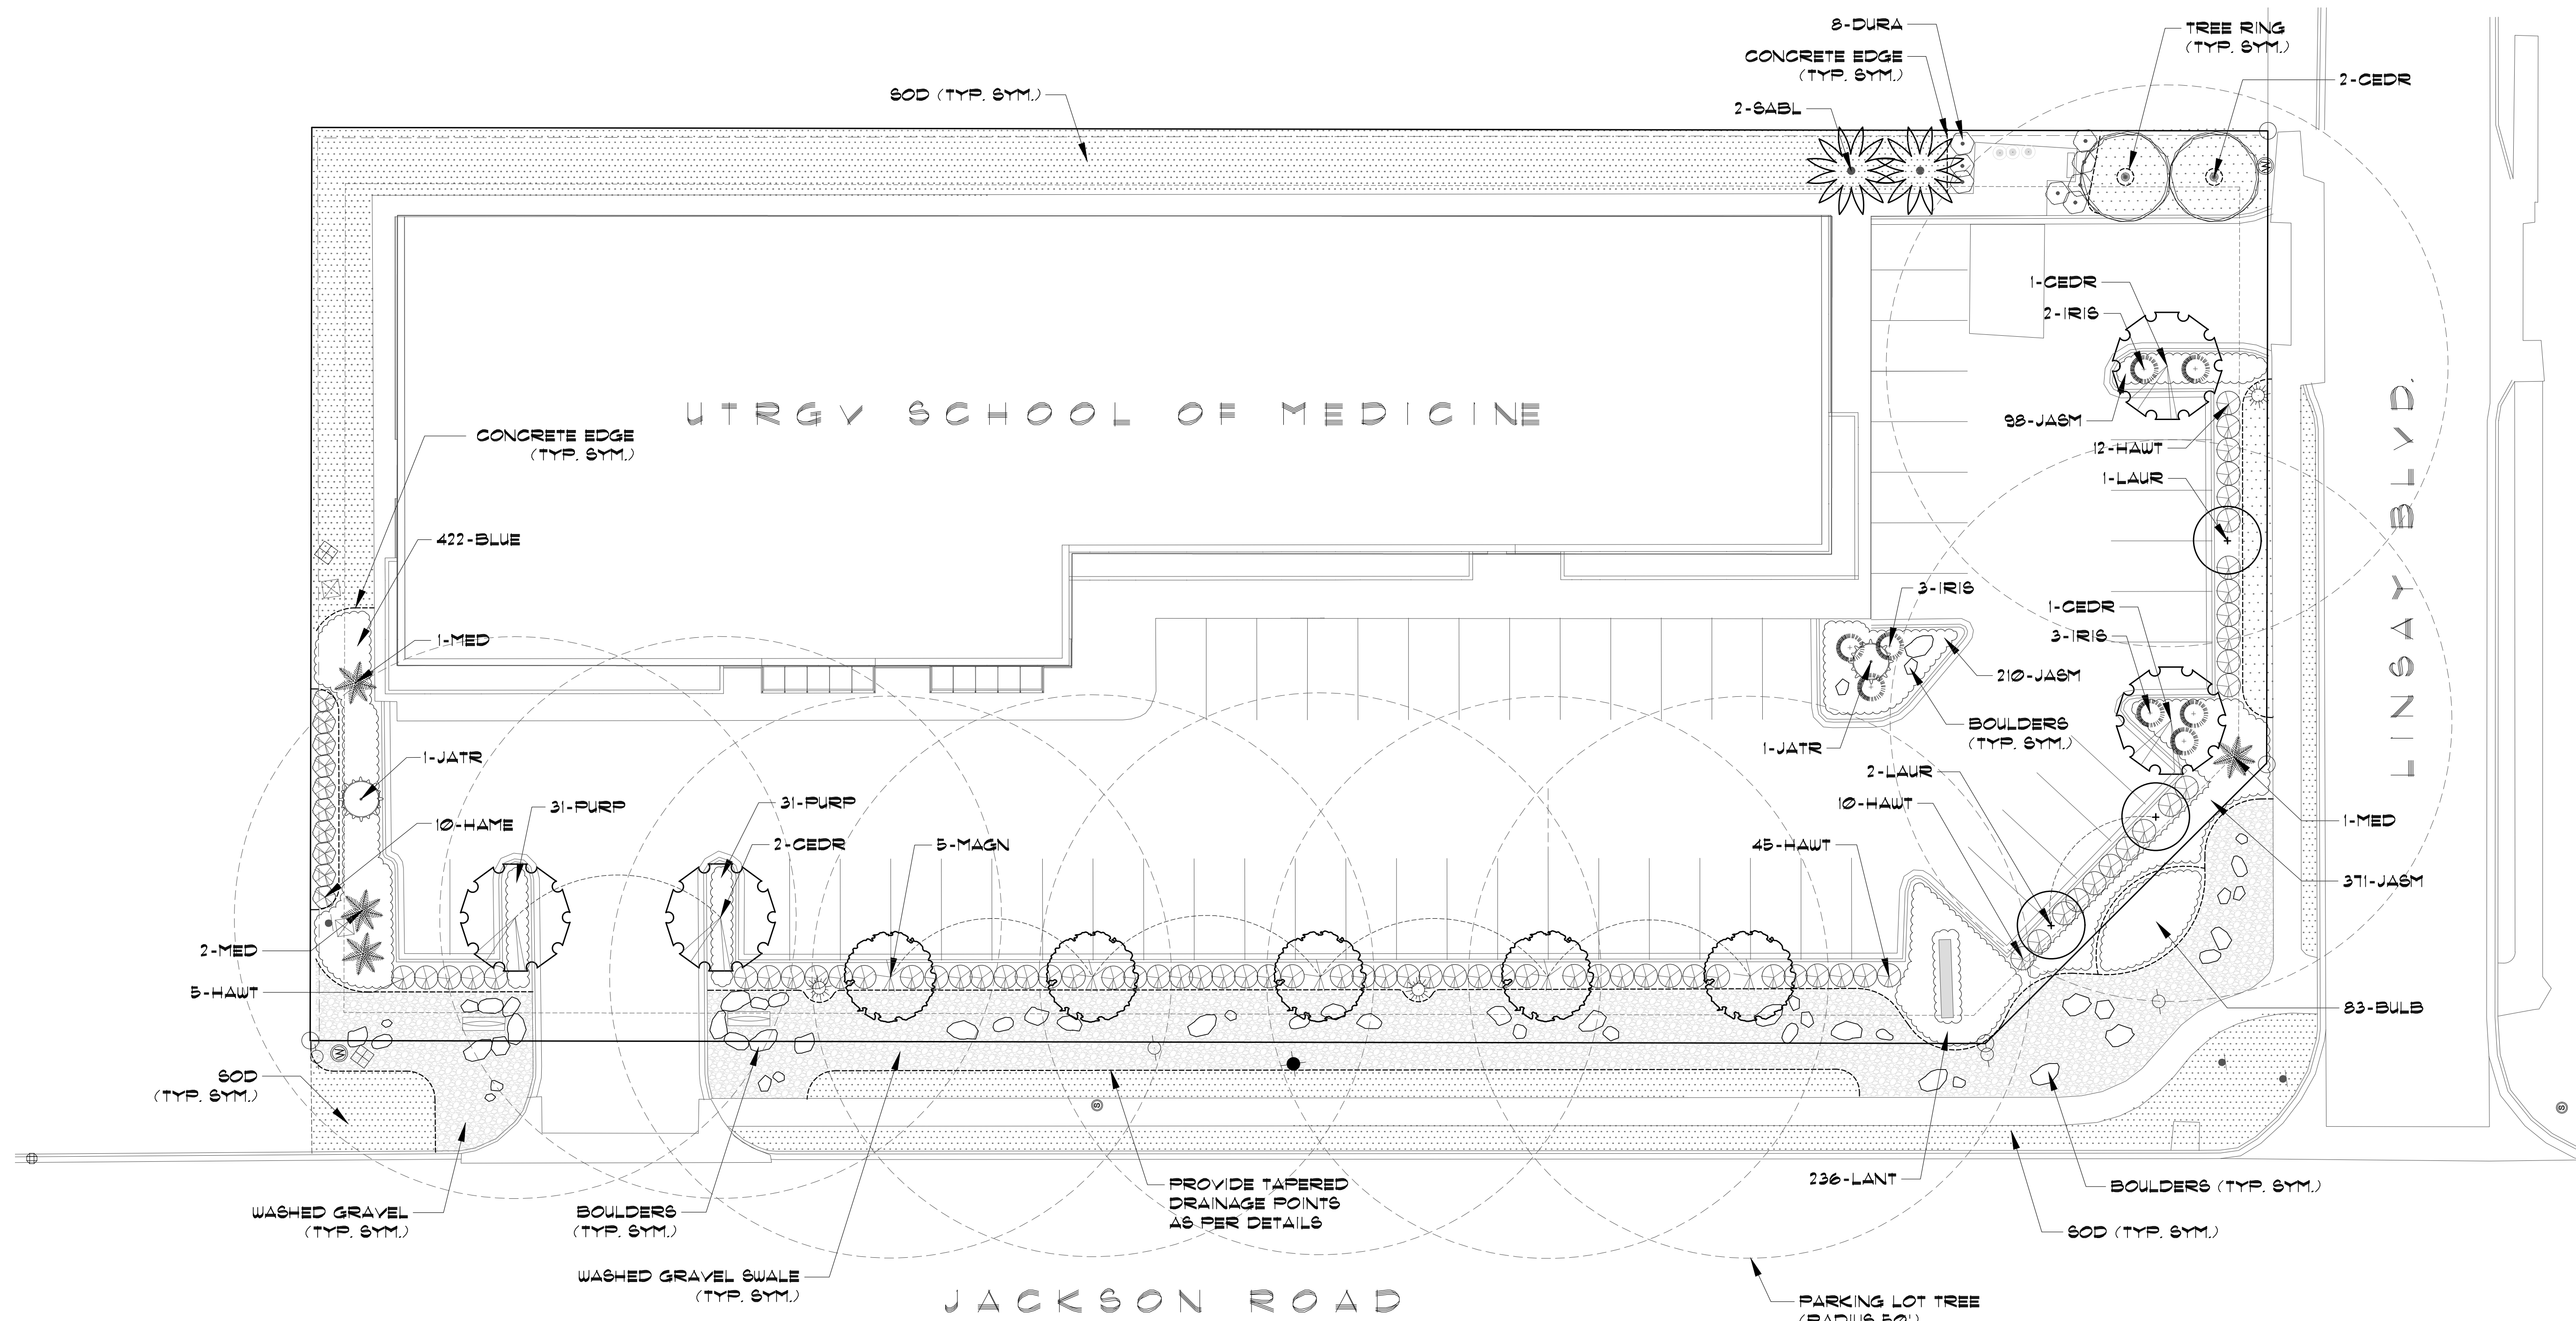 8-DURA
TREE RING
(TYP. SYM.)
CONCRETE EDGE
(TYP. SYM.)
2-CEDR
SOD (TYP. SYM.)
2-SABL
W
1-CEDR
2-IRIS
UTRGV SCHOOL OF MEDICINE
98-JASM
CONCRETE EDGE
(TYP. SYM.)
12-HAWT
1-LAUR
LINSAY BLVD.
422-BLUE
3-IRIS
1-CEDR
1-MED
3-IRIS
210-JASM
BOULDERS
(TYP. SYM.)
1-JATR
1-JATR
2-LAUR
31-PURP
31-PURP
10-HAWT
1-MED
10-HAME
2-CEDR
5-MAGN
45-HAWT
371-JASM
2-MED
5-HAWT
83-BULB
W
SOD
(TYP. SYM.)
S
S
236-LANT
PROVIDE TAPERED
DRAINAGE POINTS
AS PER DETAILS
BOULDERS (TYP. SYM.)
WASHED GRAVEL
(TYP. SYM.)
BOULDERS
(TYP. SYM.)
SOD (TYP. SYM.)
WASHED GRAVEL SWALE
(TYP. SYM.)
JACKSON ROAD
PARKING LOT TREE
(RADIUS 50')